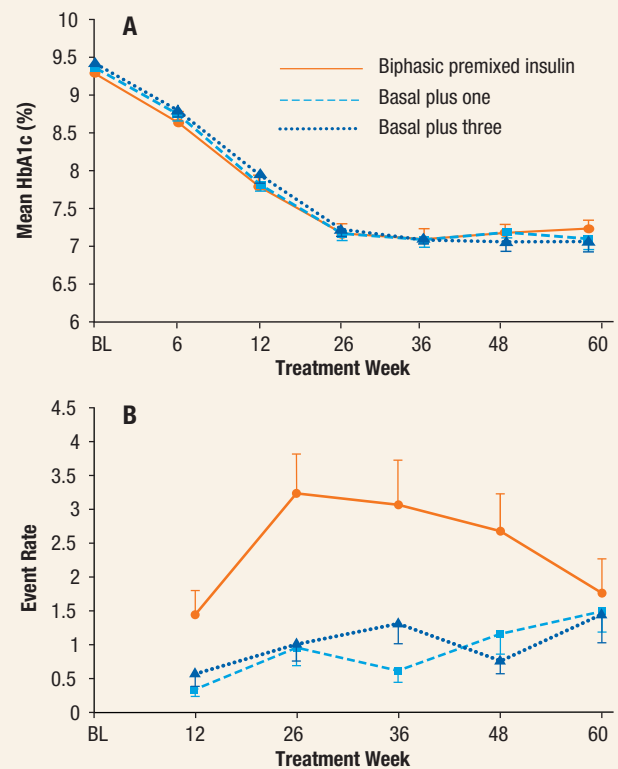 A
9.5
9
8.5
8
7.5
7
6.5
6
Mean HbA1c (%)
Biphasic premixed insulin
Basal plus one
Basal plus three
BL 6 12 26 36 48 60
Treatment Week
B
4.5
4
3.5
3
2.5
2
1.5
1
0.5
0
Event Rate
BL 12 26 36 48 60
Treatment Week